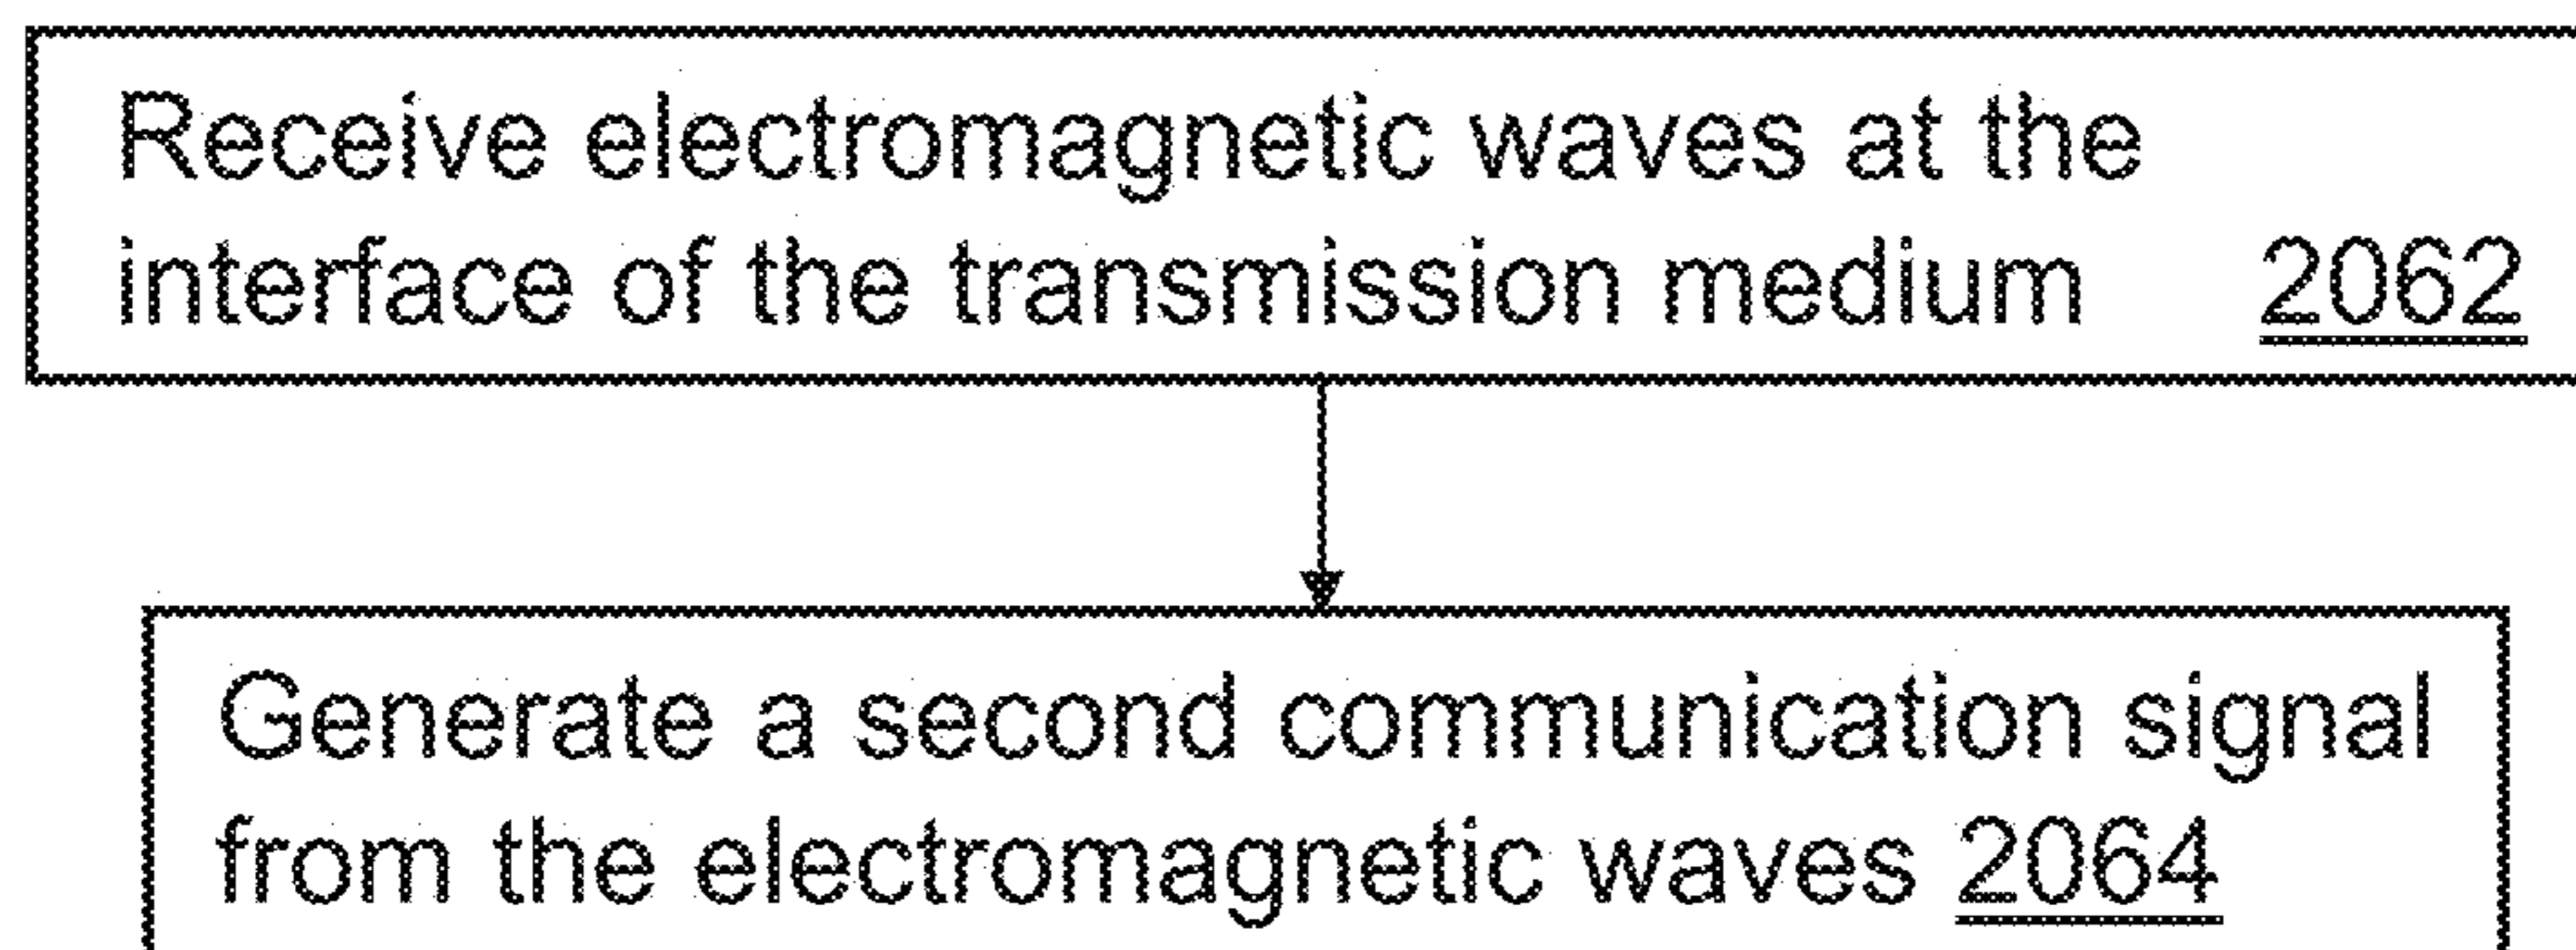 Receive electromagnetic waves at the
interface of the transmission medium 2062
Generate a second communication signal
from the electromagnetic waves 2064